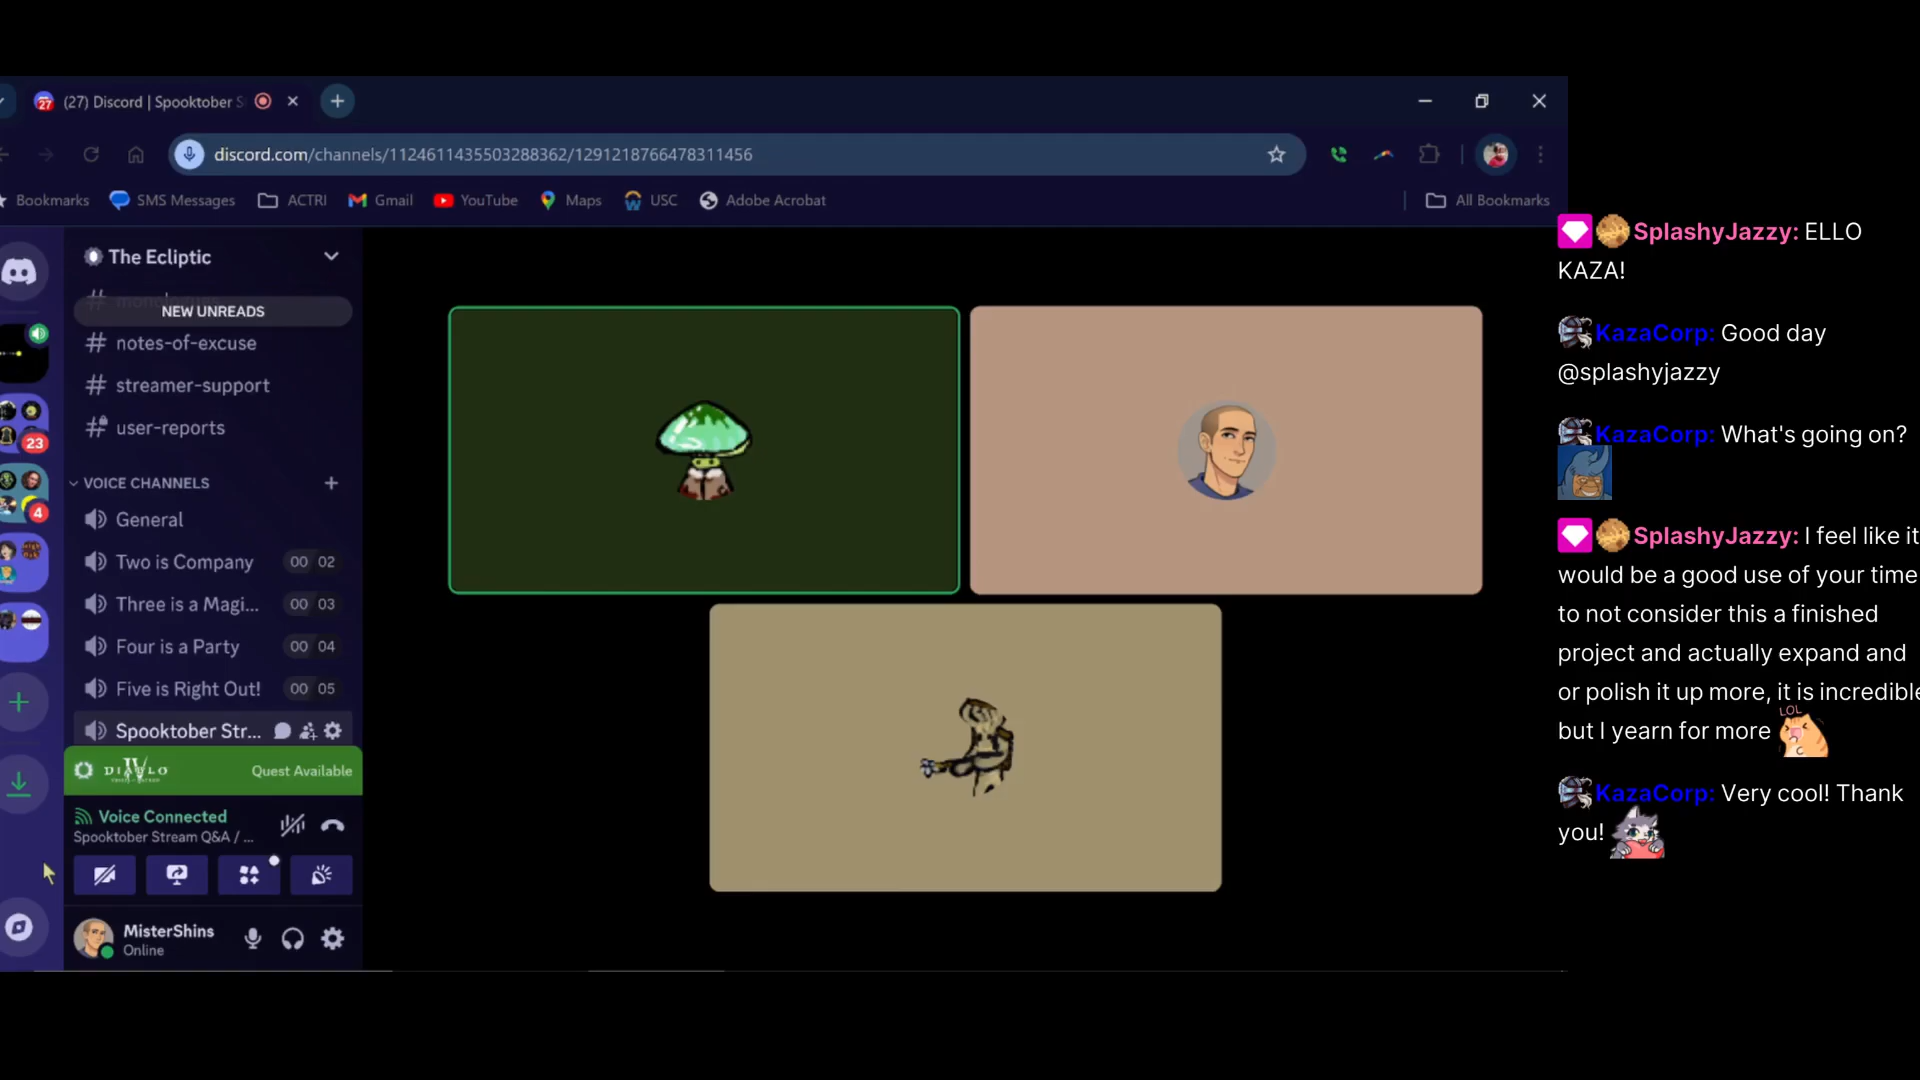 (27) Discord | Spooktober S
discord.com/channels/1124611435503288362/1291218766478311456
Bookmarks
SMS Messages
ACTRI
Gmail
YouTube
Maps
USC
Adobe Acrobat
All Bookmarks
The Ecliptic
NEW UNREADS
# notes-of-excuse
# streamer-support
# user-reports
23
4
VOICE CHANNELS
General
Two is Company 00 02
Three is a Magi... 00 03
Four is a Party 00 04
Five is Right Out! 00 05
Spooktober Str...
DIABLO IV
Quest Available
Voice Connected
Spooktober Stream Q&A / ...
MisterShins
Online
SplashyJazzy: ELLO
KAZA!
KazaCorp: Good day
@splashyjazzy
KazaCorp: What's going on?
SplashyJazzy: I feel like it
would be a good use of your time
to not consider this a finished
project and actually expand and
or polish it up more, it is incredible
but I yearn for more
LOL
KazaCorp: Very cool! Thank
you!